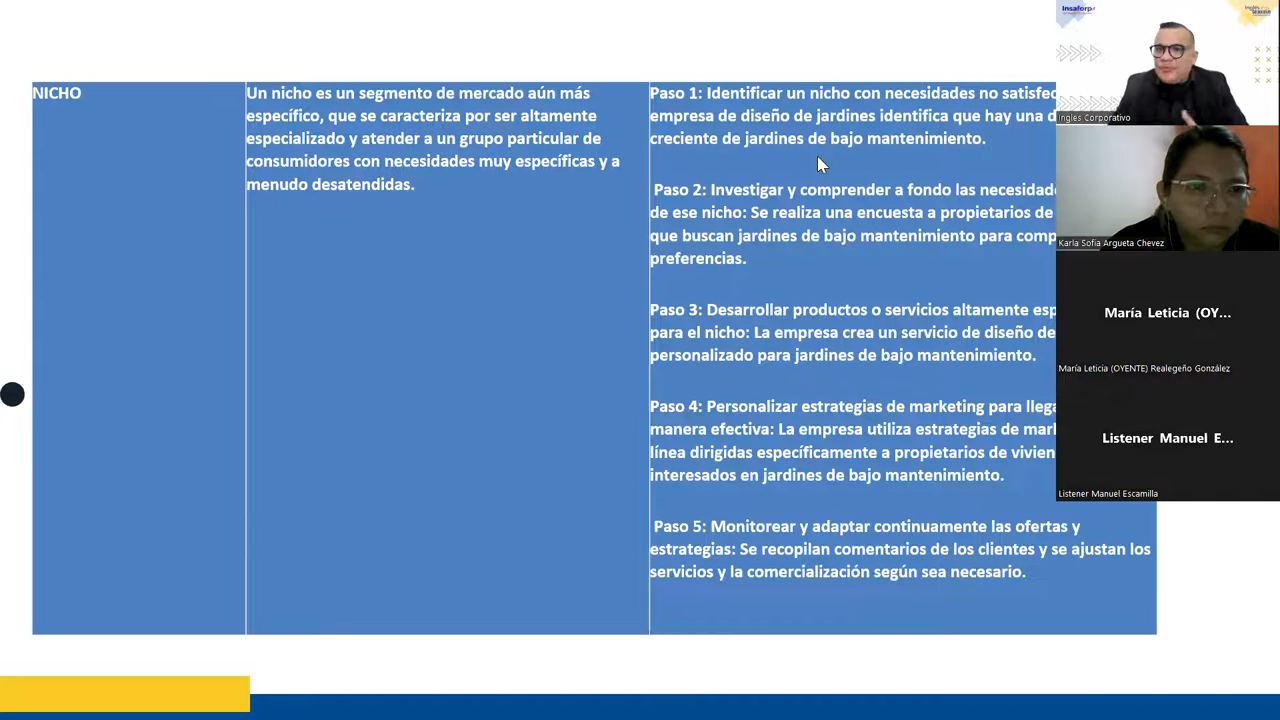 NICHO
Un nicho es un segmento de mercado aún más
específico, que se caracteriza por ser altamente
especializado y atender a un grupo particular de
consumidores con necesidades muy específicas y a
menudo desatendidas.
Paso 1: Identificar un nicho con necesidades no satisfec
empresa de diseño de jardines identifica que hay una d
creciente de jardines de bajo mantenimiento.
Paso 2: Investigar y comprender a fondo las necesidade
de ese nicho: Se realiza una encuesta a propietarios de
que buscan jardines de bajo mantenimiento para comp
preferencias.
Paso 3: Desarrollar productos o servicios altamente esp
para el nicho: La empresa crea un servicio de diseño de
personalizado para jardines de bajo mantenimiento.
Paso 4: Personalizar estrategias de marketing para llega
manera efectiva: La empresa utiliza estrategias de mar
línea dirigidas específicamente a propietarios de vivien
interesados en jardines de bajo mantenimiento.
Paso 5: Monitorear y adaptar continuamente las ofertas y
estrategias: Se recopilan comentarios de los clientes y se ajustan los
servicios y la comercialización según sea necesario.
Insaforp
Ingles Corporativo
Karla Sofia Argueta Chevez
María Leticia (OY...
María Leticia (OYENTE) Realegeño González
Listener Manuel E...
Listener Manuel Escamilla